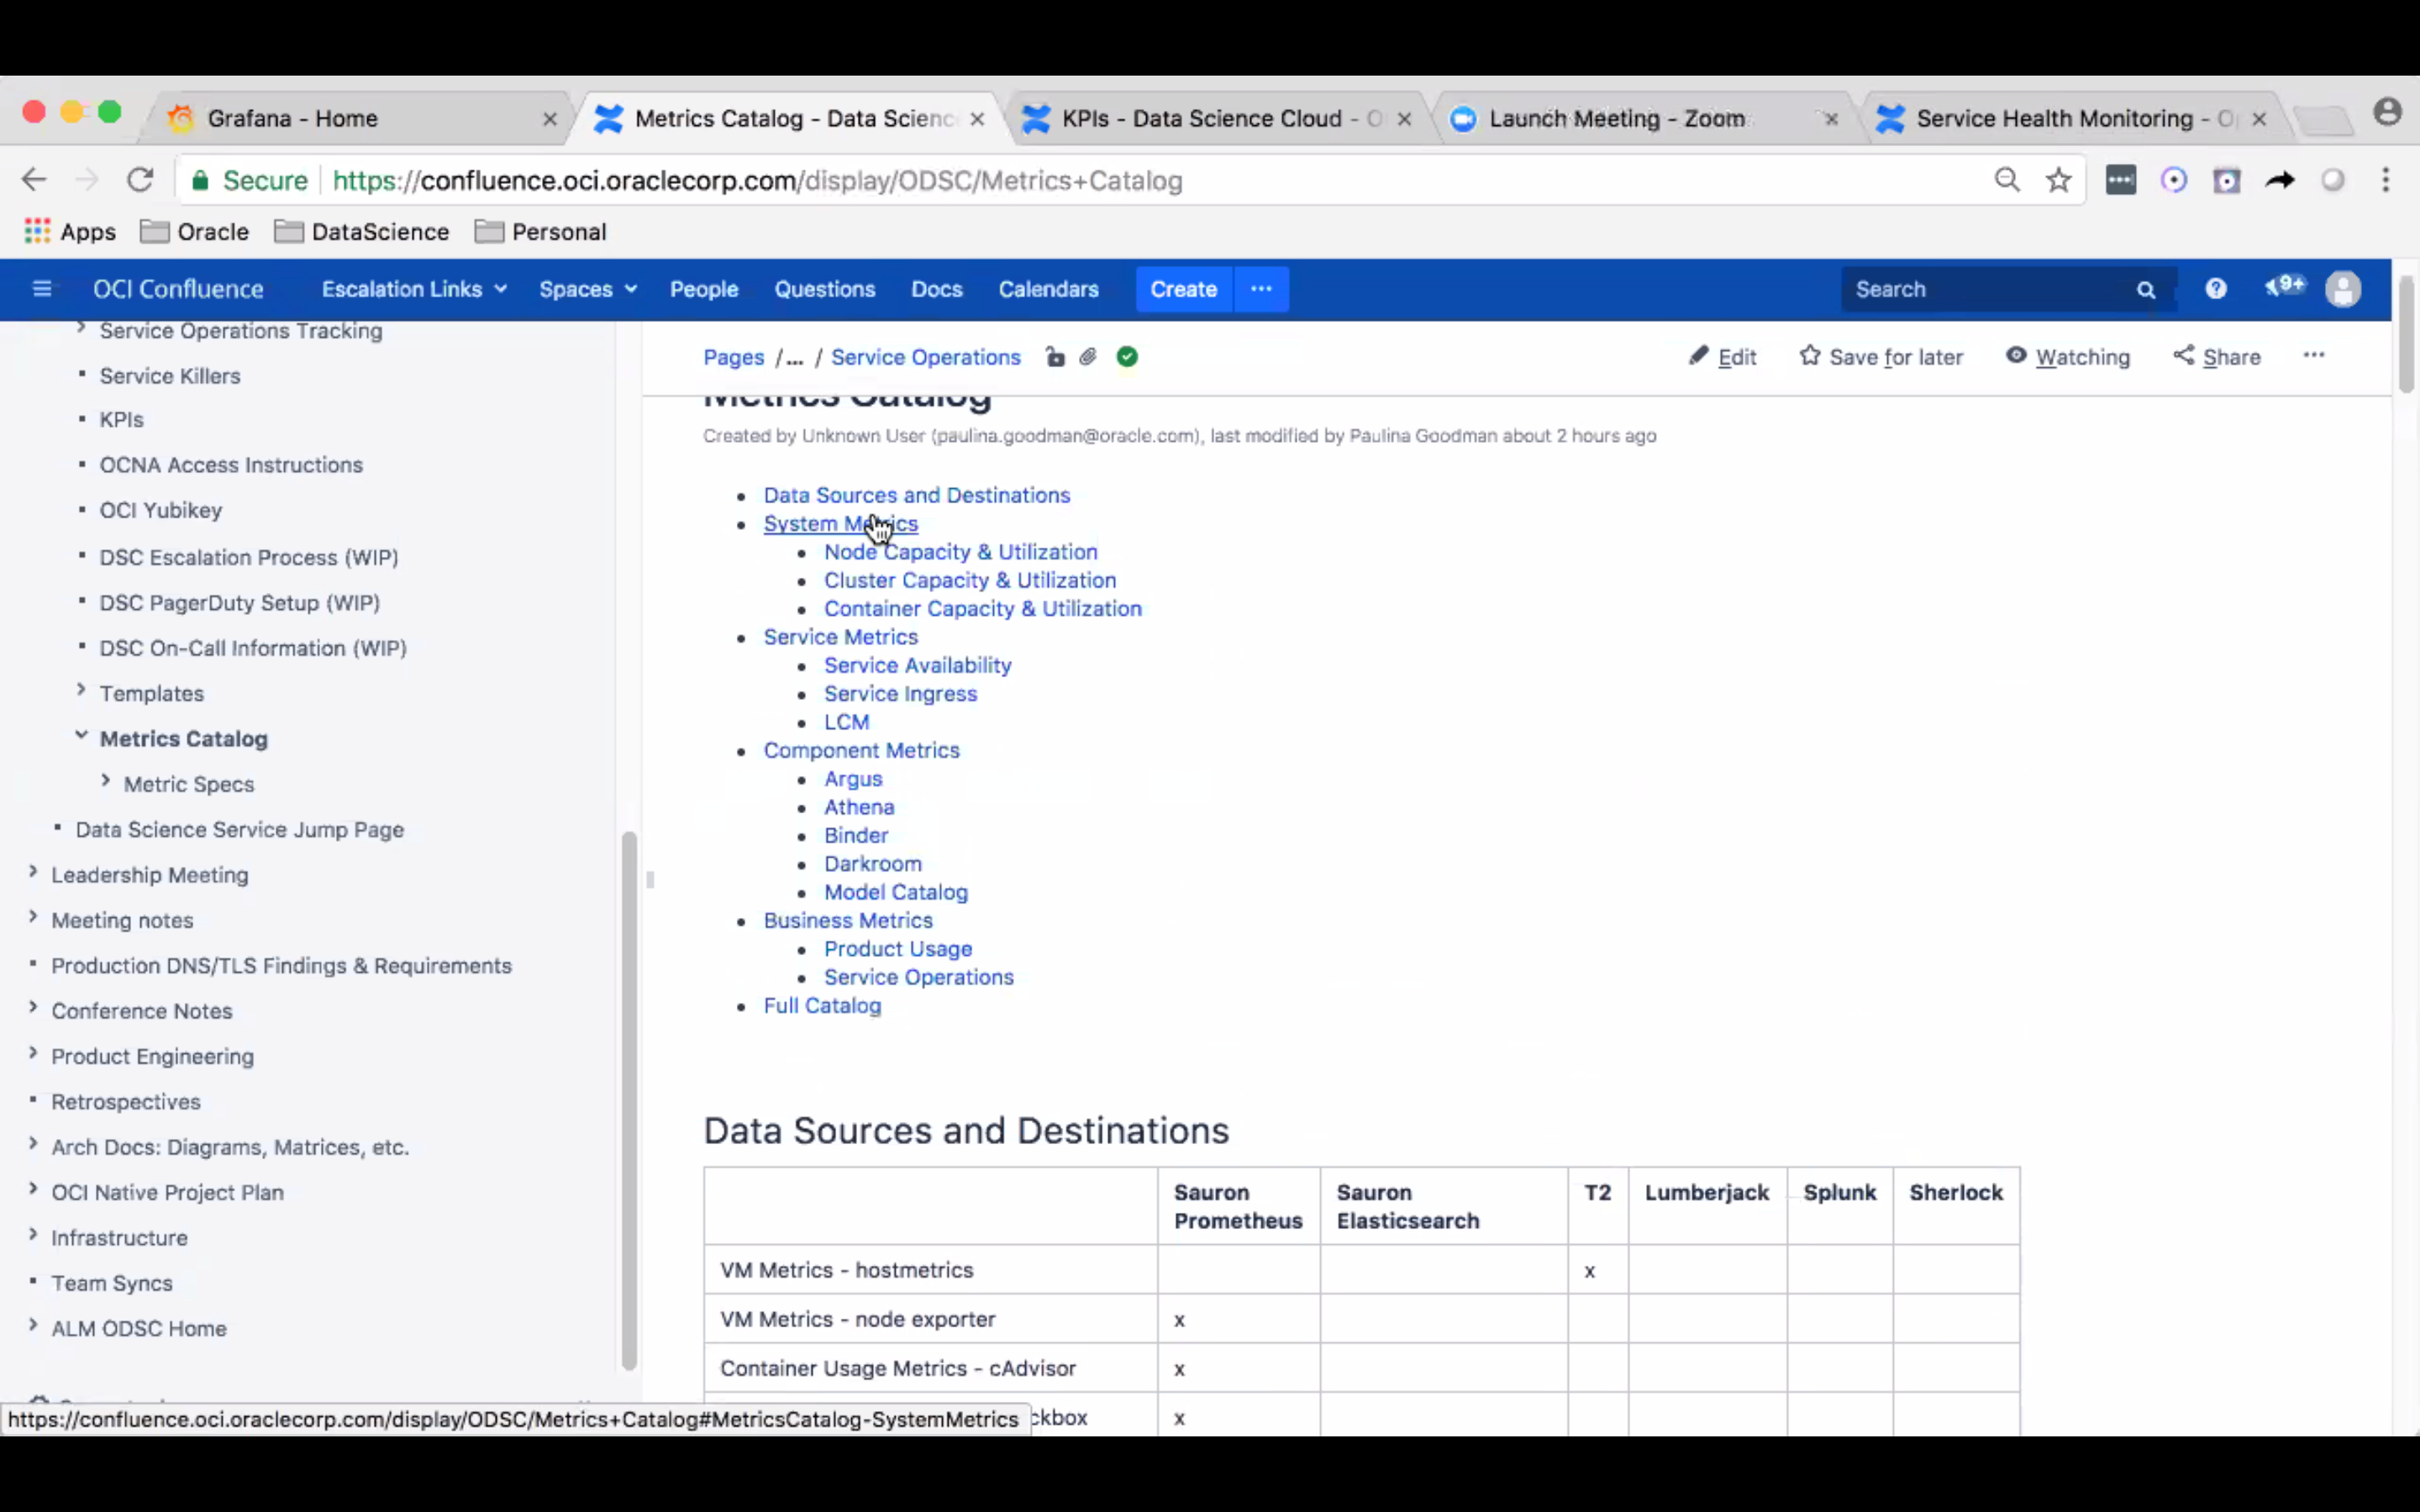 Grafana - Home
Metrics Catalog - Data Scienc
KPIs - Data Science Cloud - O
Launch Meeting - Zoom
Service Health Monitoring - O
Secure
https://confluence.oci.oraclecorp.com/display/ODSC/Metrics+Catalog
Apps
Oracle
DataScience
Personal
OCI Confluence
Escalation Links
Spaces
People
Questions
Docs
Calendars
Create
Search
9+
Service Operations Tracking
Service Killers
KPIs
OCNA Access Instructions
OCI Yubikey
DSC Escalation Process (WIP)
DSC PagerDuty Setup (WIP)
DSC On-Call Information (WIP)
Templates
Metrics Catalog
Metric Specs
Data Science Service Jump Page
Leadership Meeting
Meeting notes
Production DNS/TLS Findings & Requirements
Conference Notes
Product Engineering
Retrospectives
Arch Docs: Diagrams, Matrices, etc.
OCI Native Project Plan
Infrastructure
Team Syncs
ALM ODSC Home
https://confluence.oci.oraclecorp.com/display/ODSC/Metrics+Catalog#MetricsCatalog-SystemMetrics
Pages /... / Service Operations
Edit
Save for later
Watching
Share
Metrics Catalog
Created by Unknown User (paulina.goodman@oracle.com), last modified by Paulina Goodman about 2 hours ago
Data Sources and Destinations
System Metrics
Node Capacity & Utilization
Cluster Capacity & Utilization
Container Capacity & Utilization
Service Metrics
Service Availability
Service Ingress
LCM
Component Metrics
Argus
Athena
Binder
Darkroom
Model Catalog
Business Metrics
Product Usage
Service Operations
Full Catalog
Data Sources and Destinations
Sauron Prometheus
Sauron Elasticsearch
T2
Lumberjack
Splunk
Sherlock
VM Metrics - hostmetrics x
VM Metrics - node exporter x
Container Usage Metrics - cAdvisor x
ckbox x